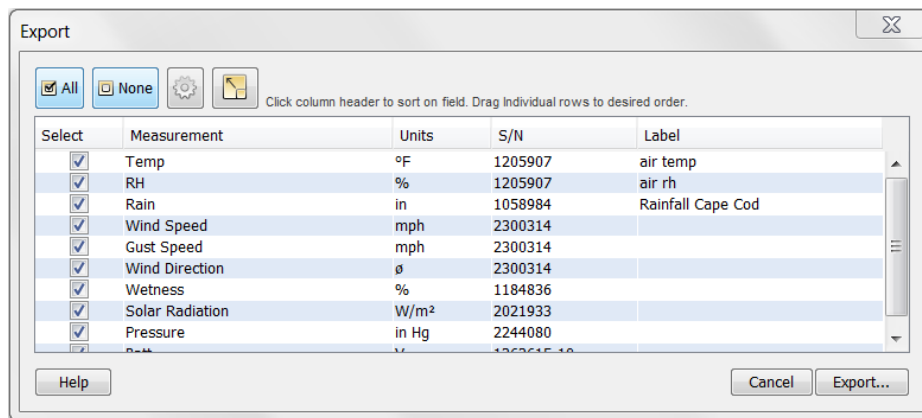 Export
All None Click column header to sort on field. Drag Individual rows to desired order.
Select Measurement Units S/N Label
Temp ºF 1205907 air temp
RH % 1205907 air rh
Rain in 1058984 Rainfall Cape Cod
Wind Speed mph 2300314
Gust Speed mph 2300314
Wind Direction ø 2300314
Wetness % 1184836
Solar Radiation W/m² 2021933
Pressure in Hg 2244080
Help Cancel Export...